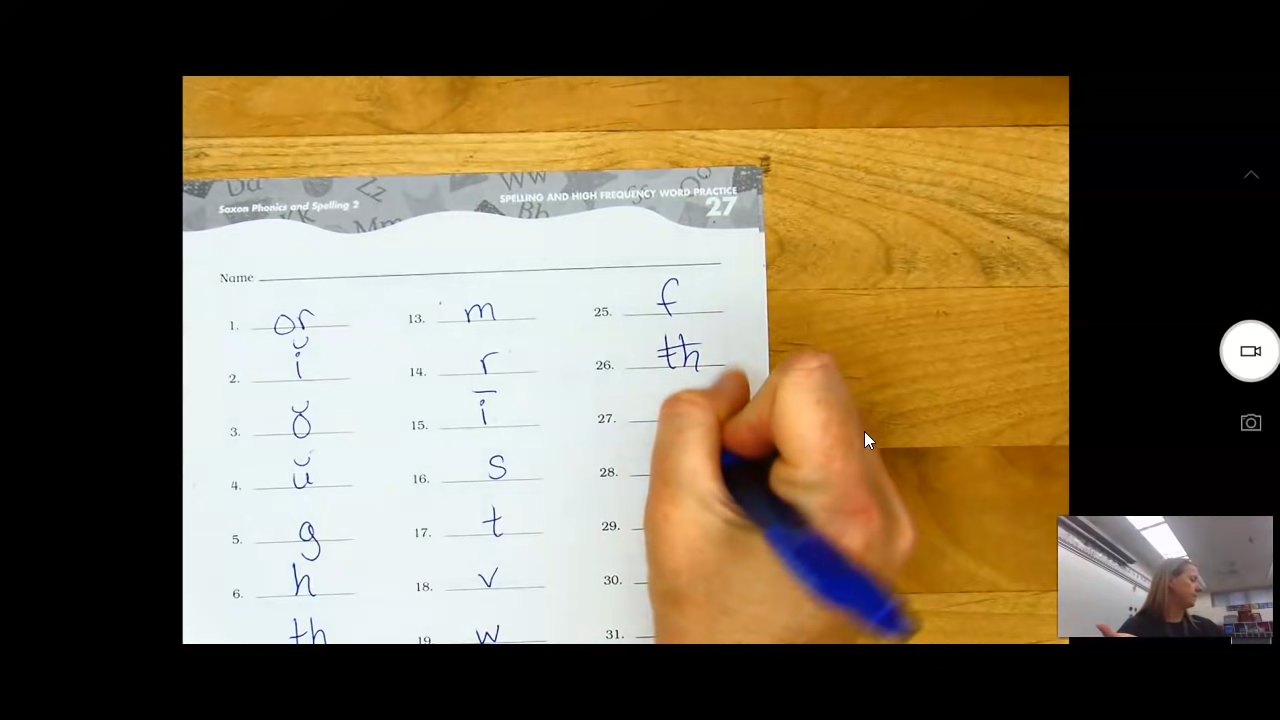 Saxon Phonics and Spelling 2
SPELLING AND HIGH FREQUENCY WORD PRACTICE
27
Name
1. or
2. ĭ
3. ŏ
4. ŭ
5. g
6. h
th
13. m
14. r
15. ī
16. s
17. t
18. v
19. w
25. f
26. th
27.
28.
29.
30.
31.